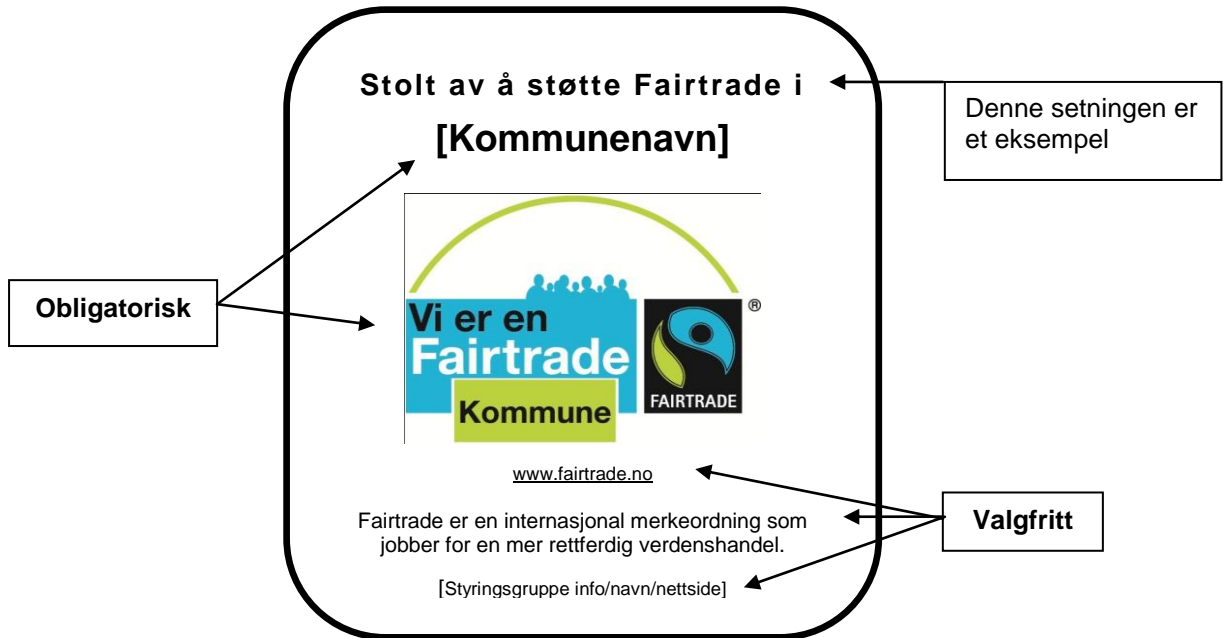 Stolt av å støtte Fairtrade i
[Kommunenavn]
Denne setningen er
et eksempel
Obligatorisk
Vi er en
Fairtrade
Kommune
FAIRTRADE
®
www.fairtrade.no
Fairtrade er en internasjonal merkeordning som
jobber for en mer rettferdig verdenshandel.
Valgfritt
[Styringsgruppe info/navn/nettside]